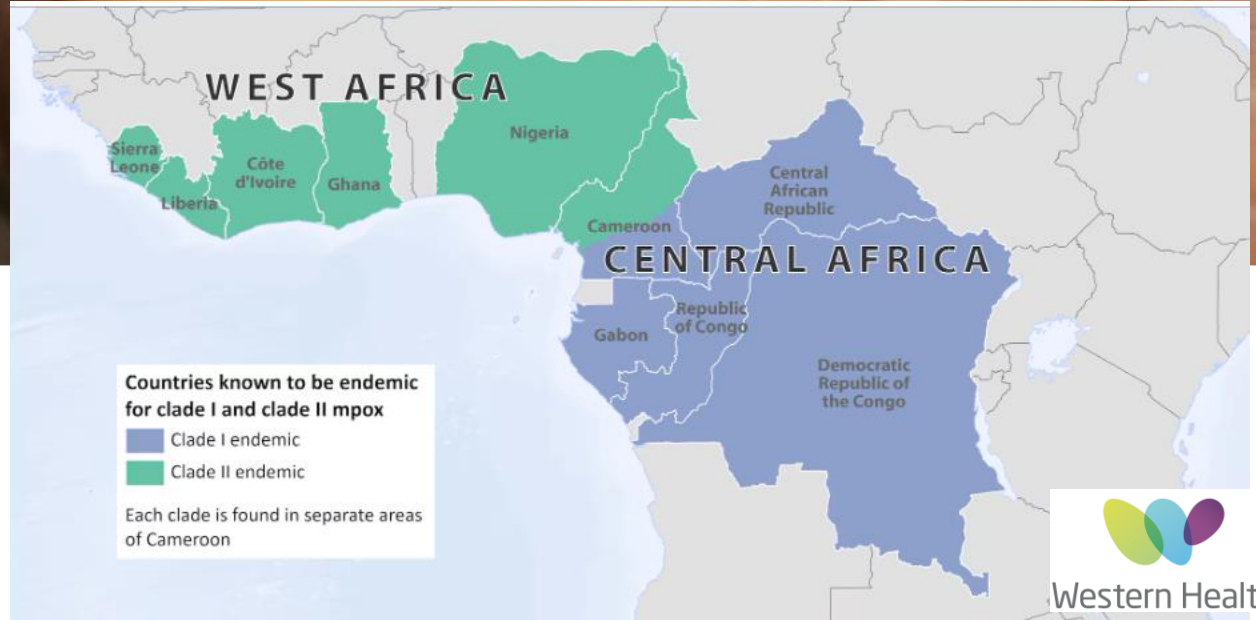 WEST AFRICA
Nigeria
Sierra
Leone
Côte
d'Ivoire
Ghana
Liberia
Central
African
Republic
Cameroon
CENTRAL AFRICA
Republic
of Congo
Gabon
Democratic
Republic of
the Congo
Countries known to be endemic
for clade I and clade II mpox
Clade I endemic
Clade II endemic
Each clade is found in separate areas
of Cameroon
Western Healt